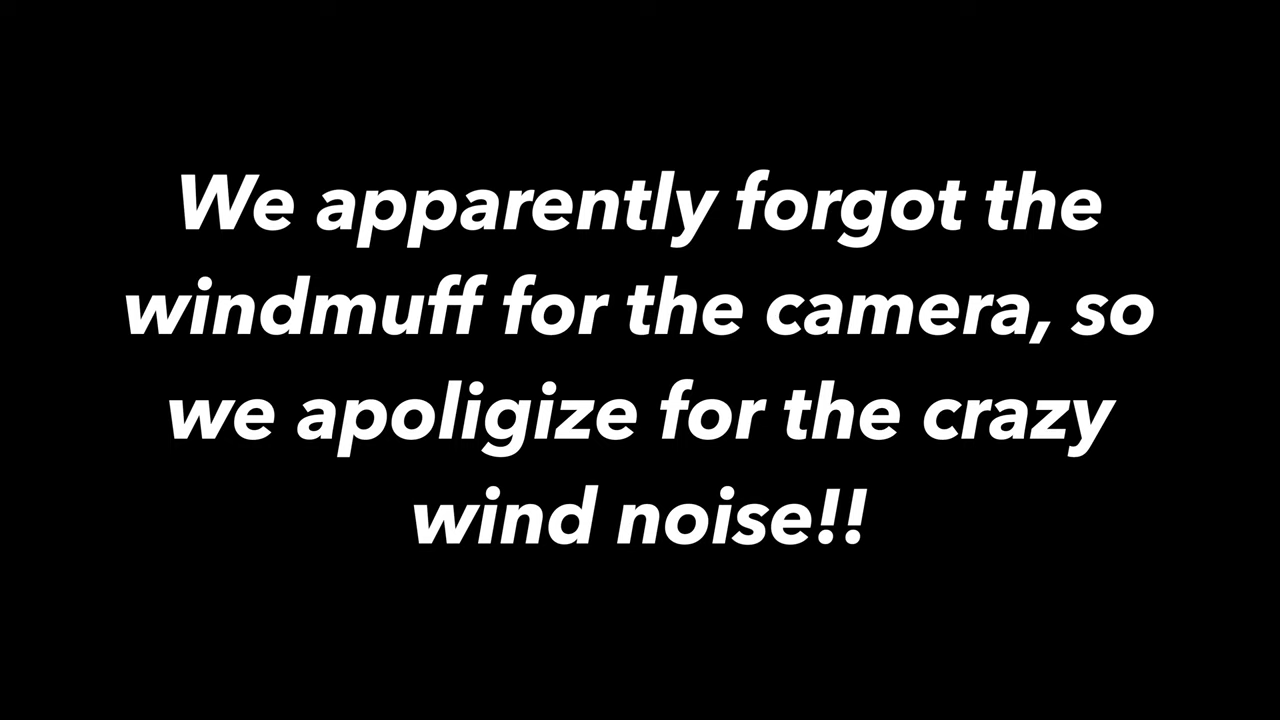 We apparently forgot the
windmuff for the camera, so
we apoligize for the crazy
wind noise!!